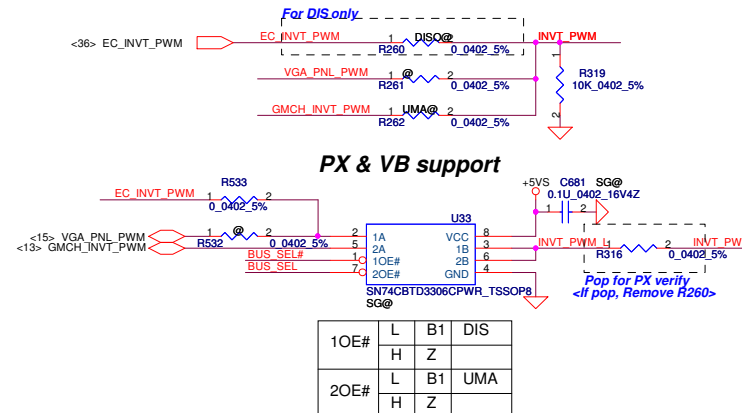 For DIS only
<36> EC_INVT_PWM
EC_INVT_PWM
1 DISO@ 2
R260 0_0402_5%
INVT_PWM
VGA_PNL_PWM
1 @ 2
R261 0_0402_5%
GMCH_INVT_PWM
1 UMA@ 2
R262 0_0402_5%
1
R319
10K_0402_5%
2
PX & VB support
EC_INVT_PWM
R533
1 2
0_0402_5%
<15> VGA_PNL_PWM
1 @ 2
R532 0_0402_5%
<13> GMCH_INVT_PWM
BUS_SEL#
BUS_SEL
+5VS
C681 SG@
0.1U_0402_16V4Z
1 2
U33
2 1A VCC 8
5 2A 1B 3
1 1OE# 2B 6
7 2OE# GND 4
SN74CBTD3306CPWR_TSSOP8
SG@
INVT_PWM_L
1 2
R316 0_0402_5%
INVT_PW
Pop for PX verify
<If pop, Remove R260>
1OE# L B1 DIS
H Z
2OE# L B1 UMA
H Z